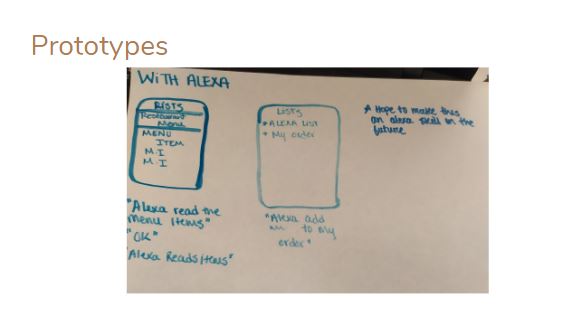 Prototypes
WITH ALEXA
LISTS
Restaurant
Menu
MENU
ITEM
M.I
M.I
"Alexa read the
Menu Items"
"OK"
"Alexa Reads Items"
Lists
ALEXA LIST
My order
"Alexa add
to My
order"
Hope to make this
an alexa skill in the
future